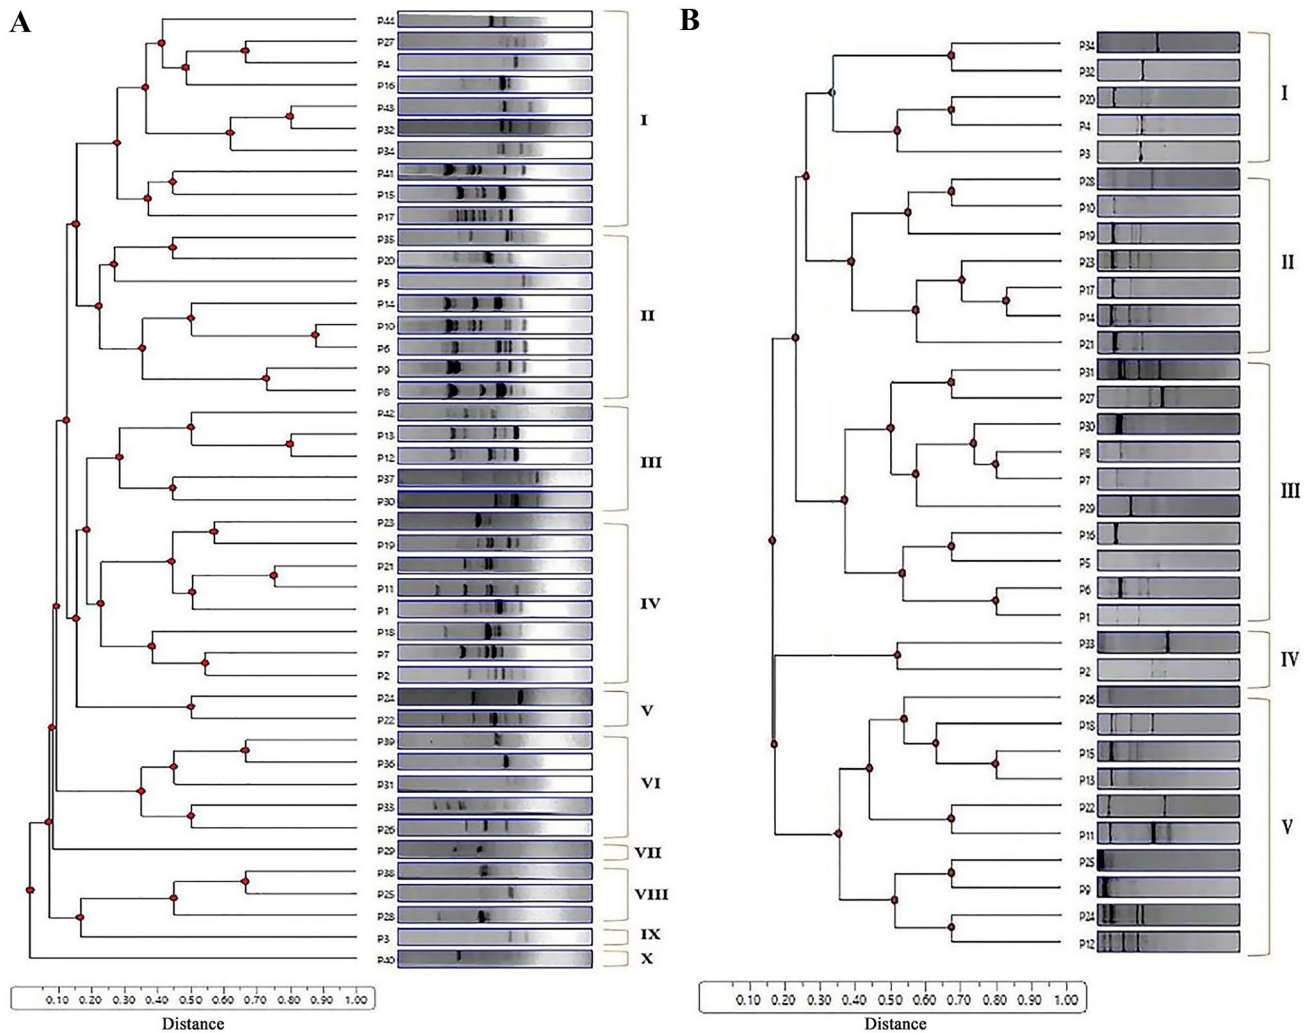 A
P44
P27
P4
P16
P43
P32
P34
P41
P15
P17
I
P35
P20
P5
P14
P10
P6
P9
P8
II
P42
P13
P12
P37
P30
III
P23
P19
P21
P11
P1
P18
P7
P2
IV
P24
P22
V
P39
P36
P31
P33
P26
VI
P29
VII
P38
P25
P28
VIII
P3
IX
P40
X
0.10 0.20 0.30 0.40 0.50 0.60 0.70 0.80 0.90 1.00
Distance
B
P34
P32
P20
P4
P3
I
P28
P10
P19
P23
P17
P14
P21
II
P31
P27
P30
P8
P7
P29
P16
P5
P6
P1
III
P33
P2
IV
P26
P18
P15
P13
P22
P11
P25
P9
P24
P12
V
0.10 0.20 0.30 0.40 0.50 0.60 0.70 0.80 0.90 1.00
Distance